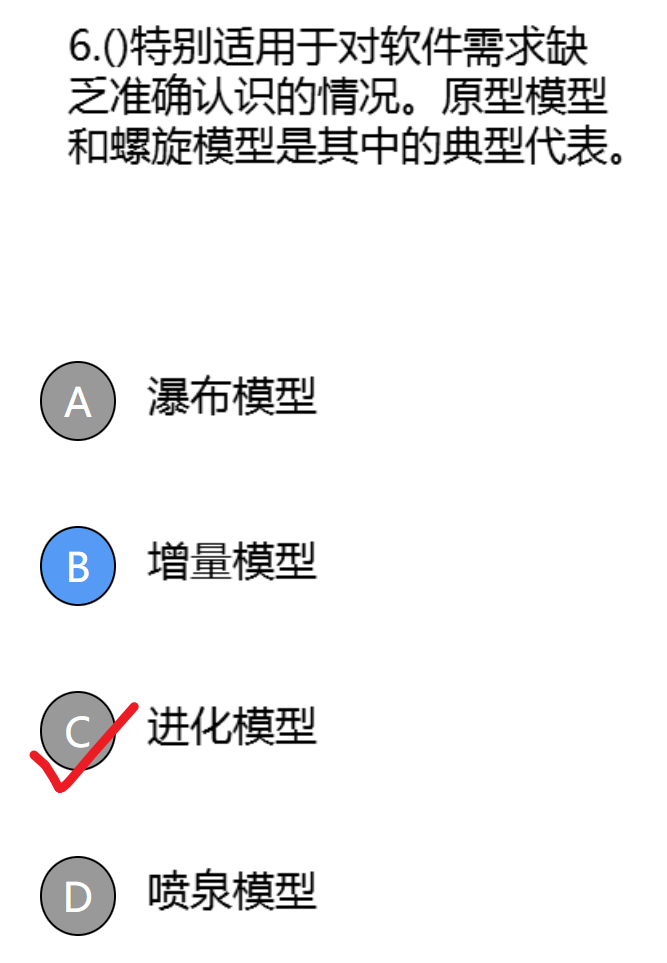 6.()特别适用于对软件需求缺
乏准确认识的情况。原型模型
和螺旋模型是其中的典型代表。
A 瀑布模型
B 增量模型
C 进化模型
D 喷泉模型